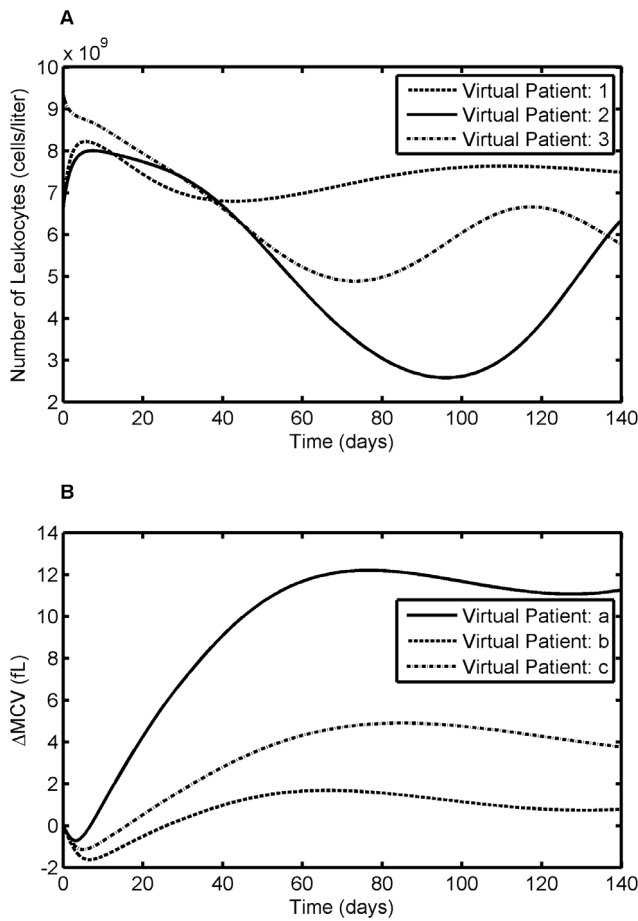 A
x 10^9
10
9
8
7
6
5
4
3
2
Number of Leukocytes (cells/liter)
Virtual Patient: 1
Virtual Patient: 2
Virtual Patient: 3
0 20 40 60 80 100 120 140
Time (days)
B
14
12
10
8
6
4
2
0
-2
ΔMCV (fL)
Virtual Patient: a
Virtual Patient: b
Virtual Patient: c
0 20 40 60 80 100 120 140
Time (days)